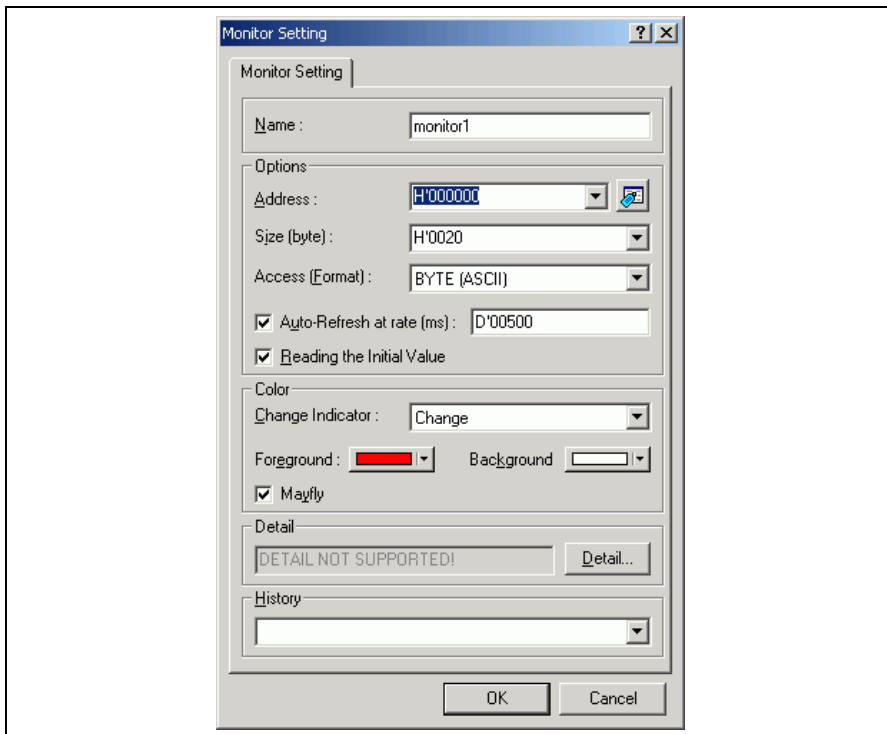 Monitor Setting
Monitor Setting
Name : monitor1
Options
Address : H'000000
Size (byte) : H'0020
Access (Format) : BYTE (ASCII)
Auto-Refresh at rate (ms) : D'00500
Reading the Initial Value
Color
Change Indicator : Change
Foreground : Background
Mayfly
Detail
DETAIL NOT SUPPORTED! Detail...
History
OK Cancel